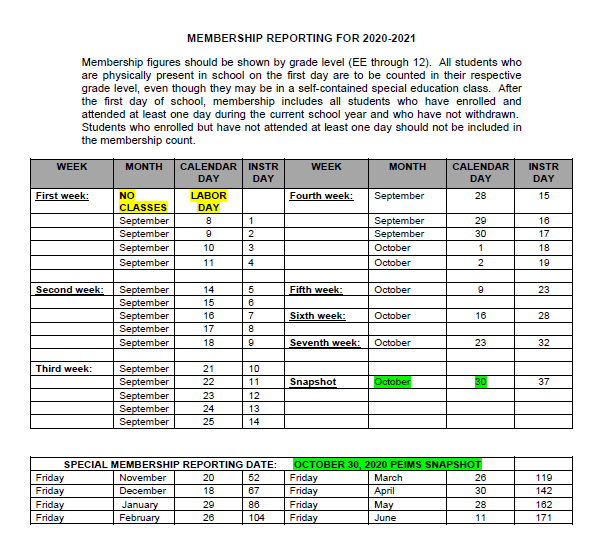 MEMBERSHIP REPORTING FOR 2020-2021
Membership figures should be shown by grade level (EE through 12). All students who
are physically present in school on the first day are to be counted in their respective
grade level, even though they may be in a self-contained special education class. After
the first day of school, membership includes all students who have enrolled and
attended at least one day during the current school year and who have not withdrawn.
Students who enrolled but have not attended at least one day should not be included in
the membership count.
WEEK MONTH CALENDAR DAY INSTR DAY WEEK MONTH CALENDAR DAY INSTR DAY
First week: NO CLASSES LABOR DAY Fourth week: September 28 15
September 8 1 September 29 16
September 9 2 September 30 17
September 10 3 October 1 18
September 11 4 October 2 19
Second week: September 14 5 Fifth week: October 9 23
September 15 6
September 16 7 Sixth week: October 16 28
September 17 8
September 18 9 Seventh week: October 23 32
Third week: September 21 10
September 22 11 Snapshot October 30 37
September 23 12
September 24 13
September 25 14
SPECIAL MEMBERSHIP REPORTING DATE: OCTOBER 30, 2020 PEIMS SNAPSHOT
Friday November 20 52 Friday March 26 119
Friday December 18 67 Friday April 30 142
Friday January 29 86 Friday May 28 162
Friday February 26 104 Friday June 11 171